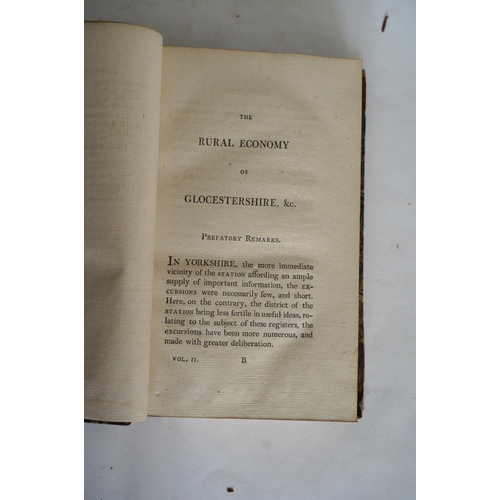 THE
RURAL ECONOMY
OF
GLOCESTERSHIRE, &c.
PREFATORY REMARKS.
IN YORKSHIRE, the more immediate
vicinity of the STATION affording an ample
supply of important information, the EX-
CURSIONS were necessarily few, and short.
Here, on the contrary, the district of the
STATION being less fertile in useful ideas, re-
lating to the subject of these registers, the
excursions have been more numerous, and
made with greater deliberation.
VOL. II. B